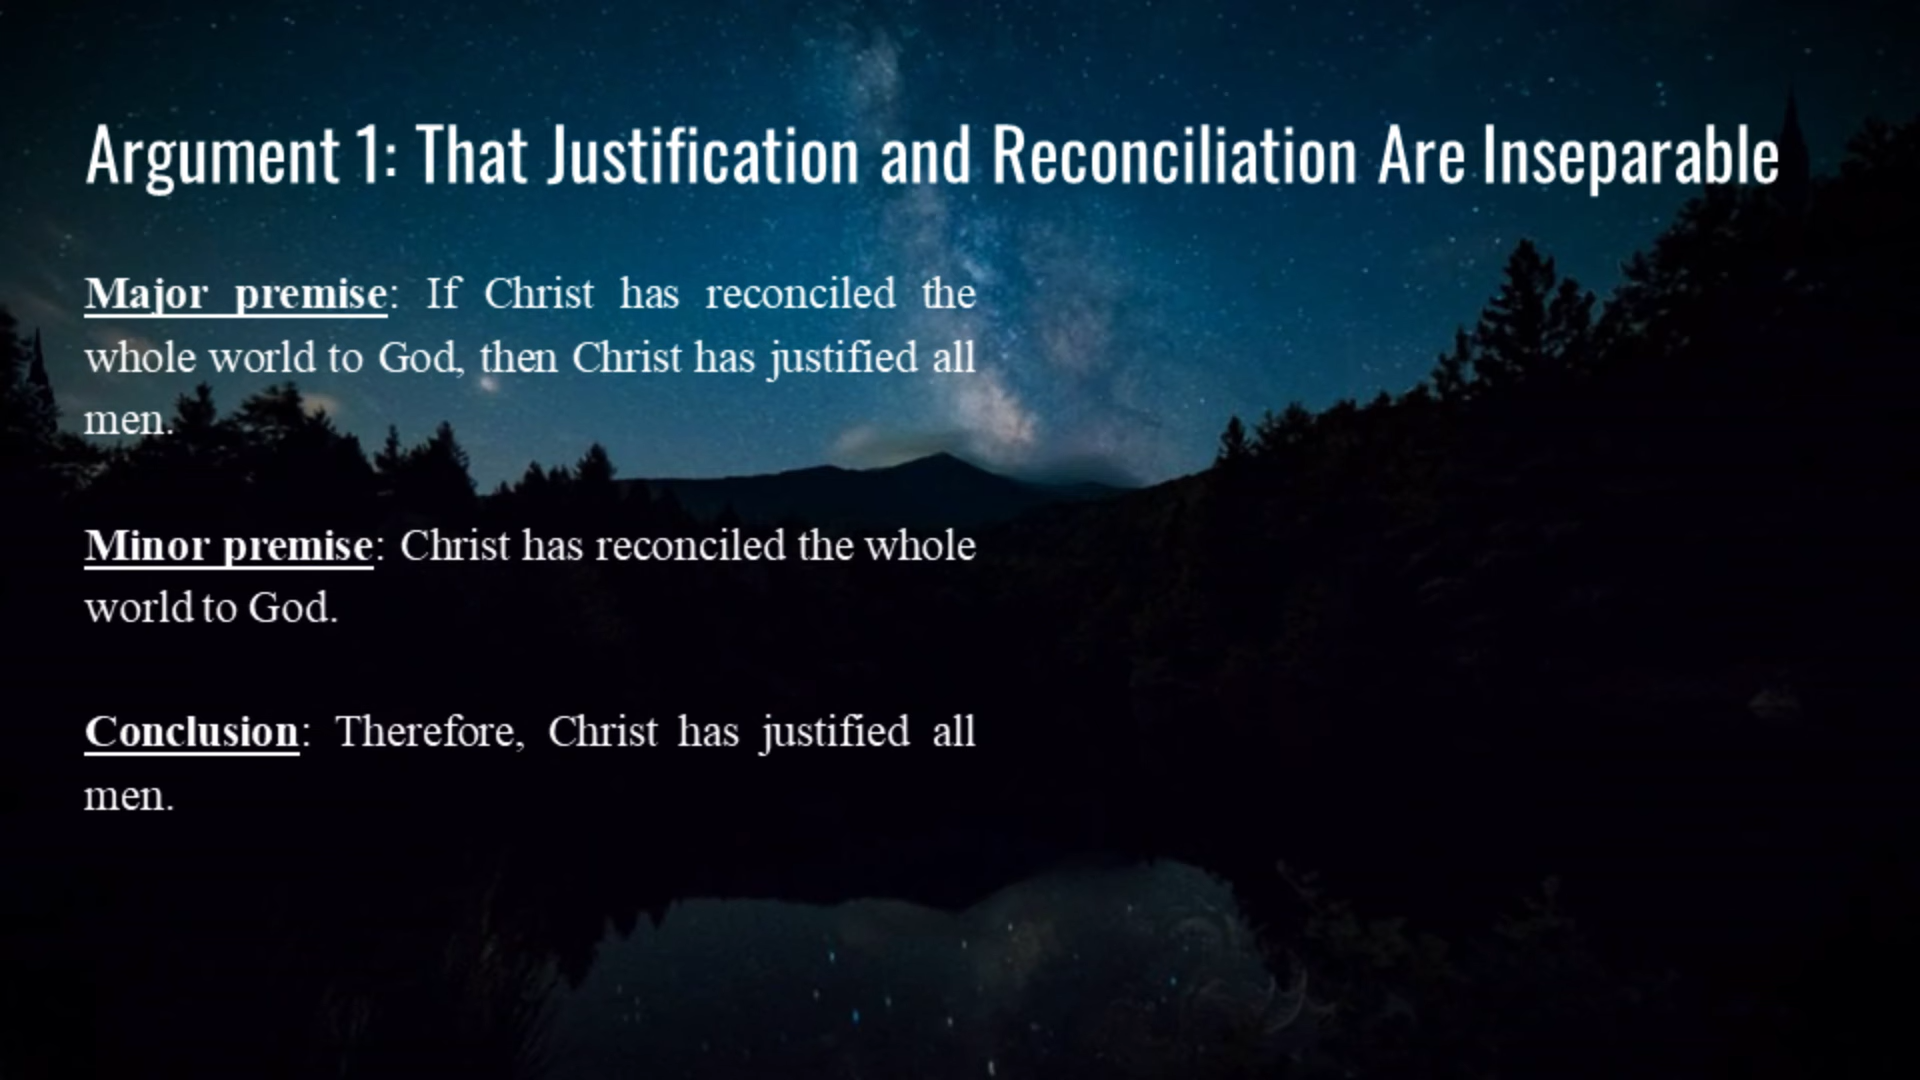 Argument 1: That Justification and Reconciliation Are Inseparable
Major premise: If Christ has reconciled the
whole world to God, then Christ has justified all
men.
Minor premise: Christ has reconciled the whole
world to God.
Conclusion: Therefore, Christ has justified all
men.